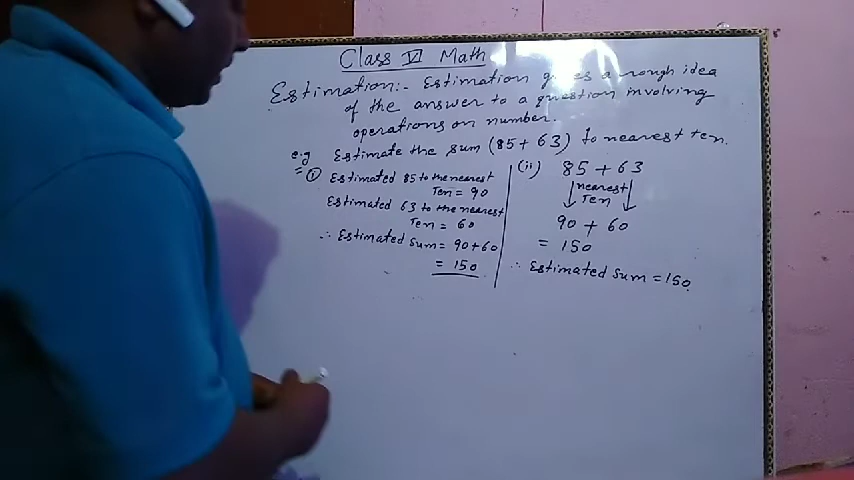 Class VI Math
Estimation:- Estimation gives a rough idea
of the answer to a question involving
operations on number.
e.g Estimate the sum (85+63) to nearest ten.
① Estimated 85 to the nearest
Ten = 90
Estimated 63 to the nearest
Ten = 60
∴ Estimated Sum = 90+60
= 150
(ii) 85 + 63
nearest
Ten
90 + 60
= 150
∴ Estimated Sum = 150.